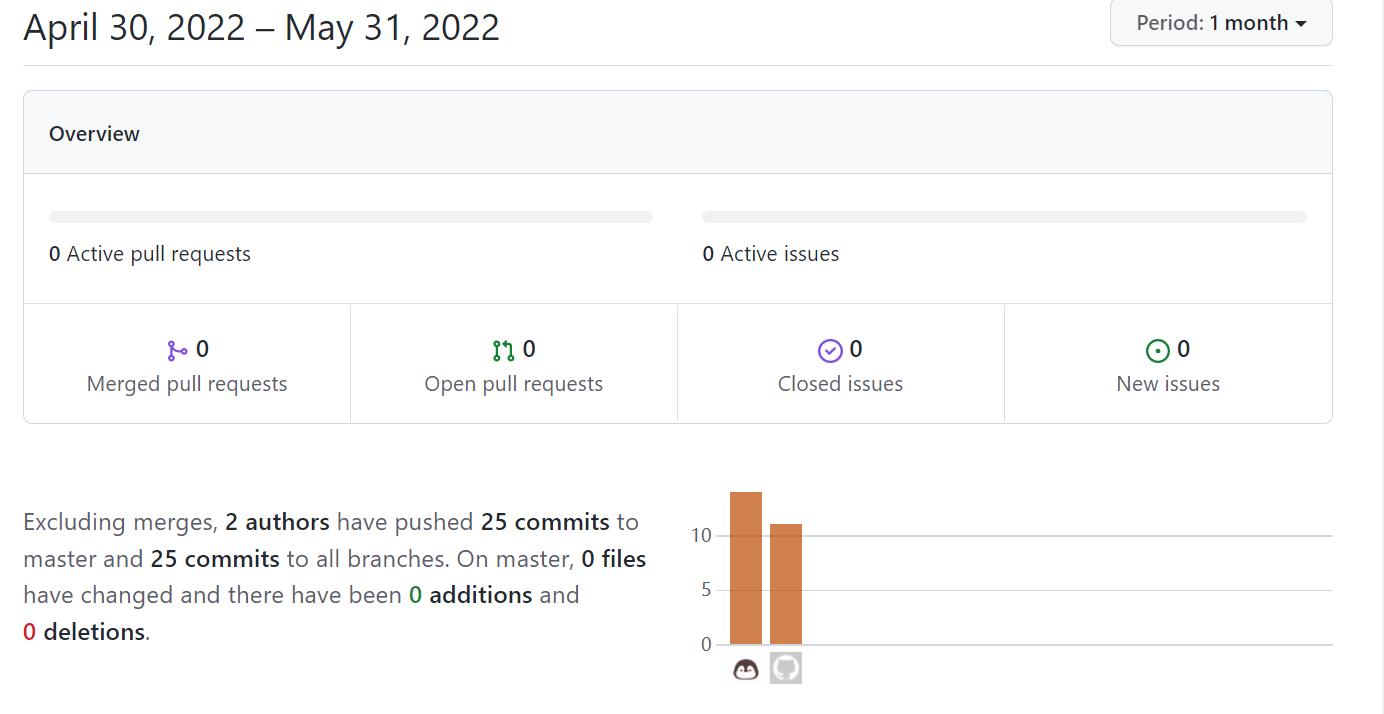 April 30, 2022 – May 31, 2022
Period: 1 month
Overview
0 Active pull requests
0 Active issues
0
Merged pull requests
0
Open pull requests
0
Closed issues
0
New issues
Excluding merges, 2 authors have pushed 25 commits to
master and 25 commits to all branches. On master, 0 files
have changed and there have been 0 additions and
0 deletions.
10
5
0